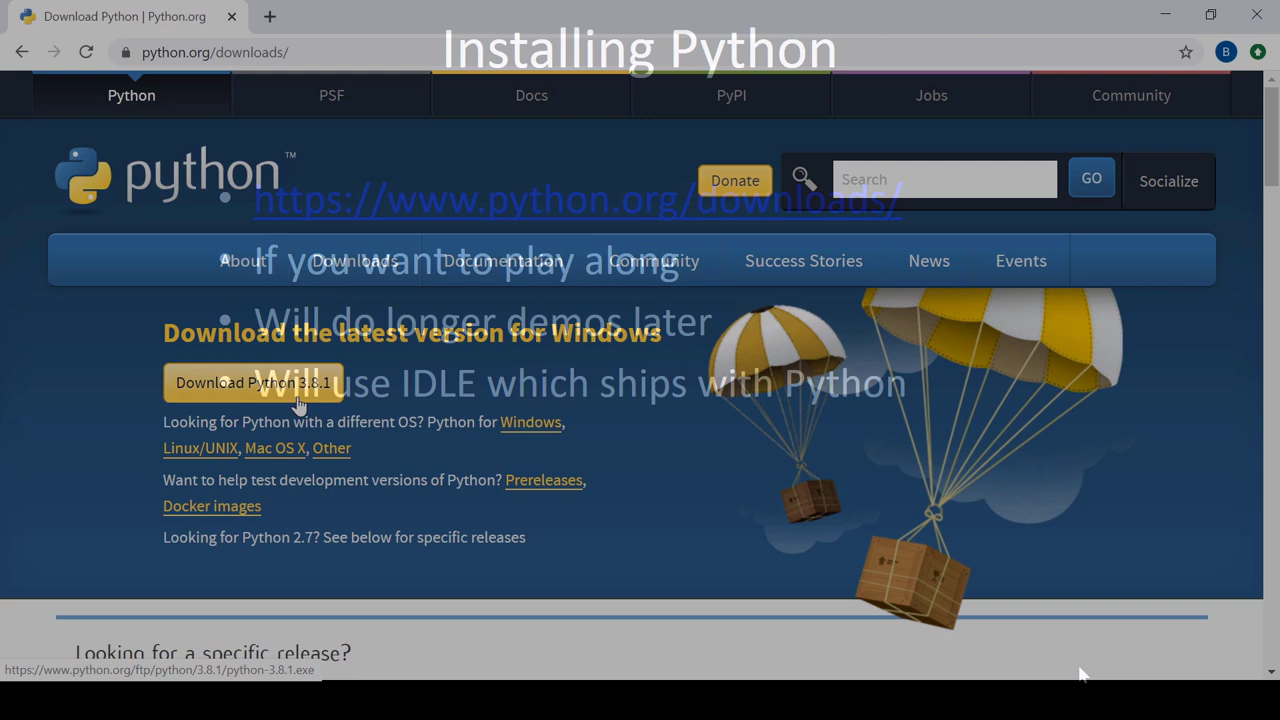 Download Python | Python.org
python.org/downloads/
B
Installing Python
Python PSF Docs PyPI Jobs Community
python™
Donate
Search
GO
Socialize
• https://www.python.org/downloads/
About Downloads Documentation Community Success Stories News Events
• If you want to play along
• Will do longer demos later
Download the latest version for Windows
Download Python 3.8.1
• Will use IDLE which ships with Python
Looking for Python with a different OS? Python for Windows,
Linux/UNIX, Mac OS X, Other
Want to help test development versions of Python? Prereleases,
Docker images
Looking for Python 2.7? See below for specific releases
Looking for a specific release?
https://www.python.org/ftp/python/3.8.1/python-3.8.1.exe